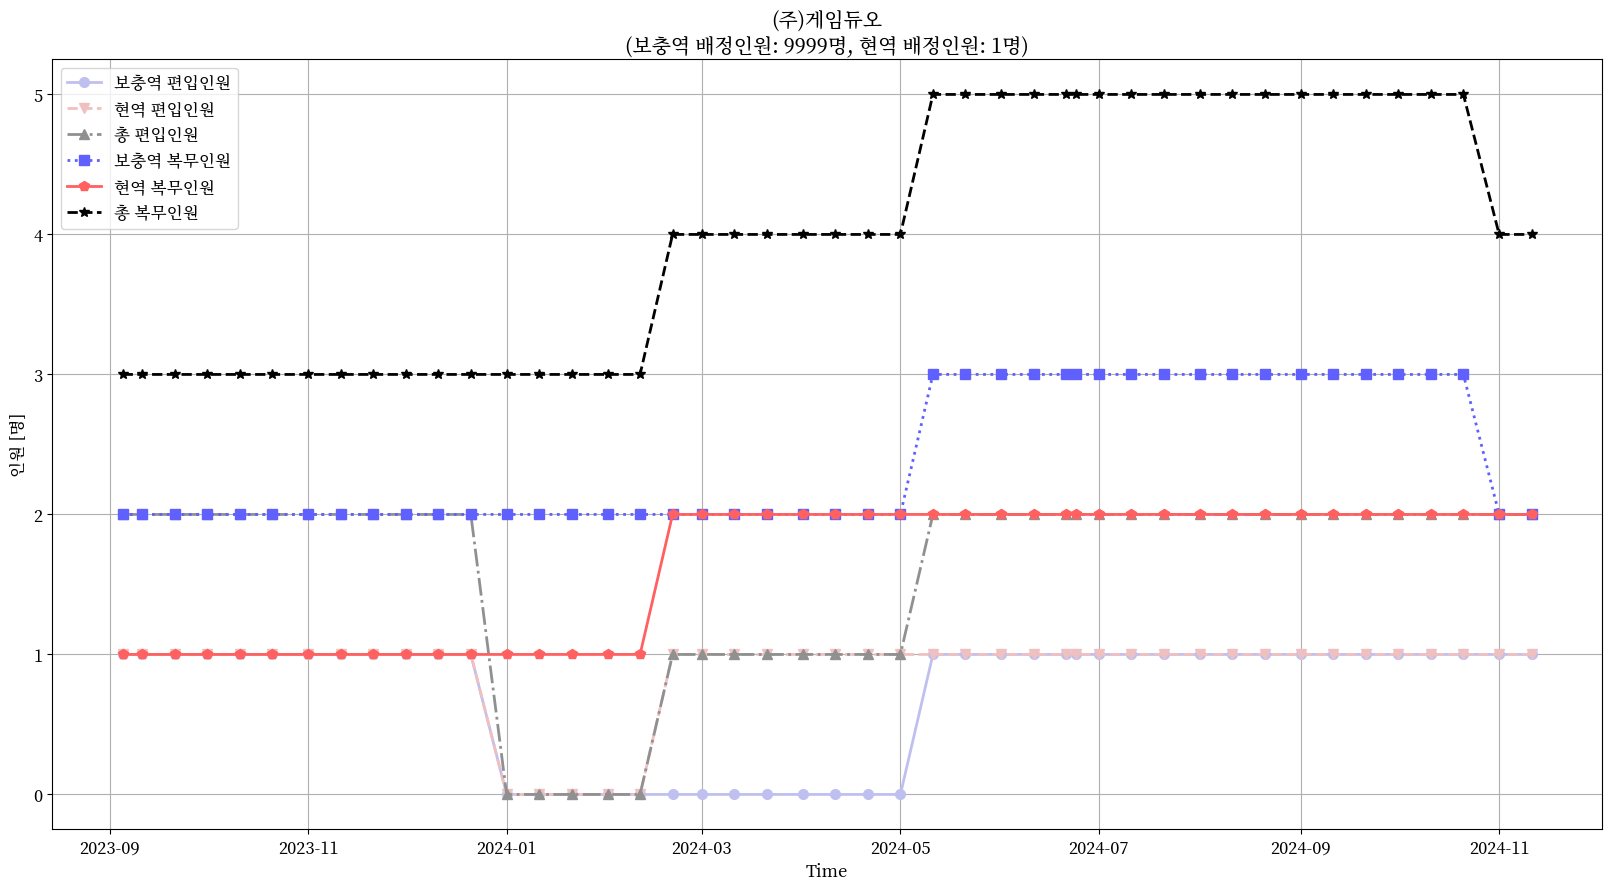 (주)게임듀오
(보충역 배정인원: 9999명, 현역 배정인원: 1명)
보충역 편입인원
현역 편입인원
총 편입인원
보충역 복무인원
현역 복무인원
총 복무인원
인원 [명]
5
4
3
2
1
0
2023-09 2023-11 2024-01 2024-03 2024-05 2024-07 2024-09 2024-11
Time